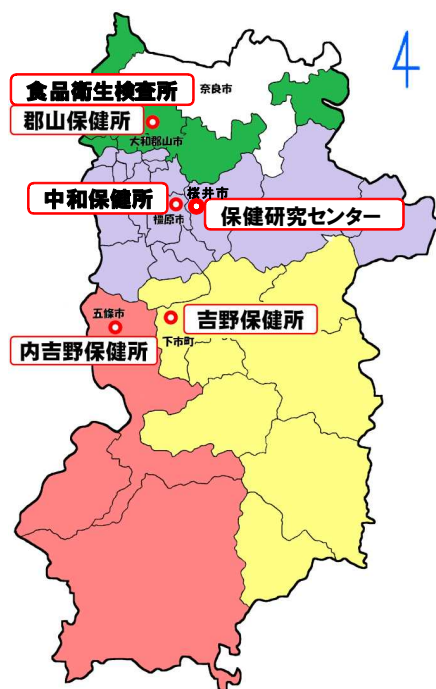 4
食品衛生検査所
奈良市
郡山保健所
大和郡山市
中和保健所
桜井市
橿原市
保健研究センター
五條市
吉野保健所
内吉野保健所
下市町